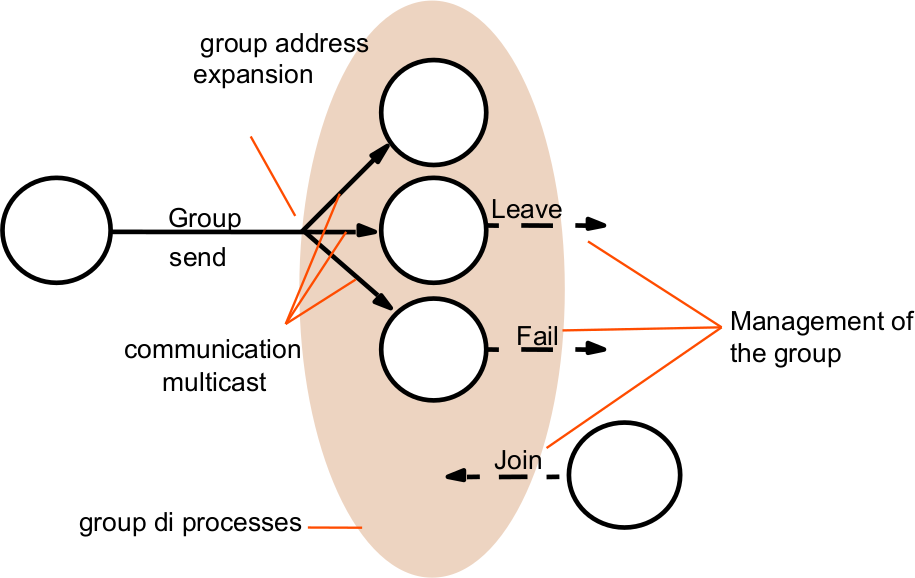 group address
expansion
Group
send
Leave
communication
multicast
Fail
Management of
the group
Join
group di processes